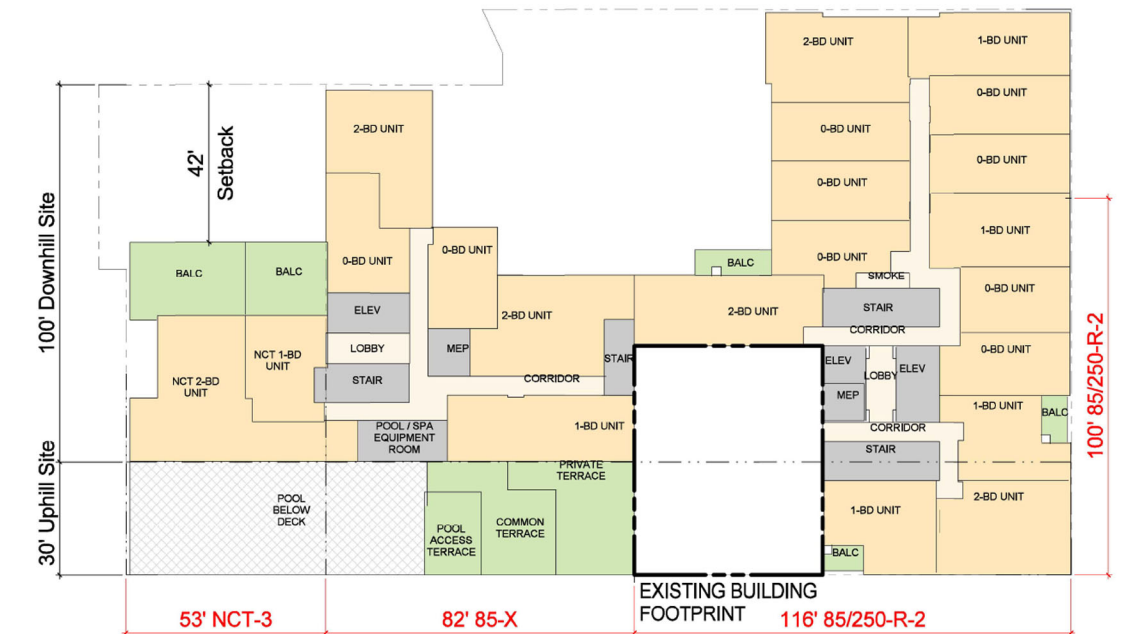 2-BD UNIT
1-BD UNIT
0-BD UNIT
2-BD UNIT
0-BD UNIT
42'
Setback
0-BD UNIT
0-BD UNIT
100' Downhill Site
1-BD UNIT
0-BD UNIT
0-BD UNIT
0-BD UNIT
BALC
BALC
BALC
SMOKE
0-BD UNIT
ELEV
2-BD UNIT
2-BD UNIT
STAIR
CORRIDOR
LOBBY
MEP
0-BD UNIT
NCT 1-BD
UNIT
STAIR
ELEV
LOBBY
ELEV
NCT 2-BD
UNIT
STAIR
CORRIDOR
MEP
100' 85/250-R-2
1-BD UNIT
BALC
POOL / SPA
EQUIPMENT
ROOM
1-BD UNIT
CORRIDOR
STAIR
PRIVATE
TERRACE
30' Uphill Site
POOL
BELOW
DECK
POOL
ACCESS
TERRACE
COMMON
TERRACE
1-BD UNIT
2-BD UNIT
BALC
EXISTING BUILDING
FOOTPRINT
53' NCT-3
82' 85-X
116' 85/250-R-2